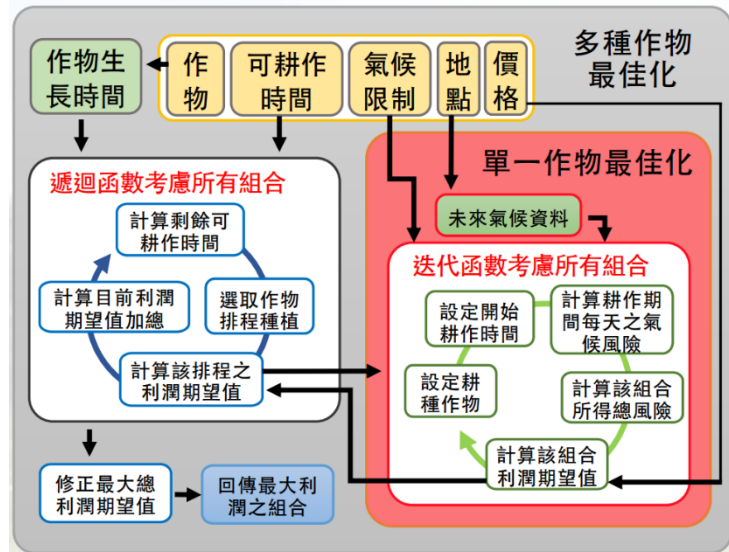 多種作物
最佳化
作物生
長時間
作
物
可耕作
時間
氣候
限制
地
點
價
格
遞迴函數考慮所有組合
計算剩餘可
耕作時間
選取作物
排程種植
計算該排程之
利潤期望值
計算目前利潤
期望值加總
修正最大總
利潤期望值
回傳最大利
潤之組合
單一作物最佳化
未來氣候資料
迭代函數考慮所有組合
設定開始
耕作時間
計算耕作期
間每天之氣
候風險
計算該組合
所得總風險
計算該組合
利潤期望值
設定耕
種作物